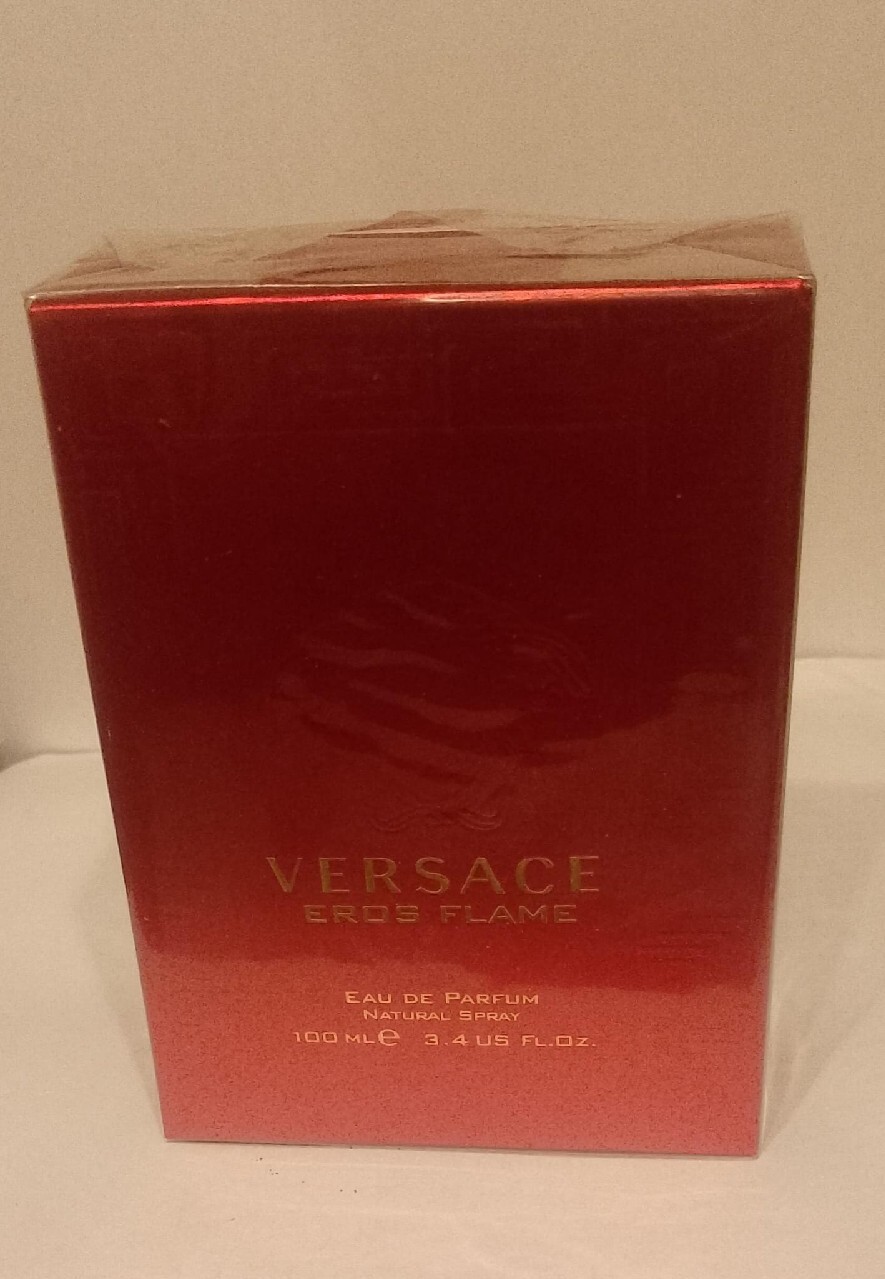 VERSACE
EROS FLAME
EAU DE PARFUM
NATURAL SPRAY
100 ML℮ 3.4 US FL.OZ.